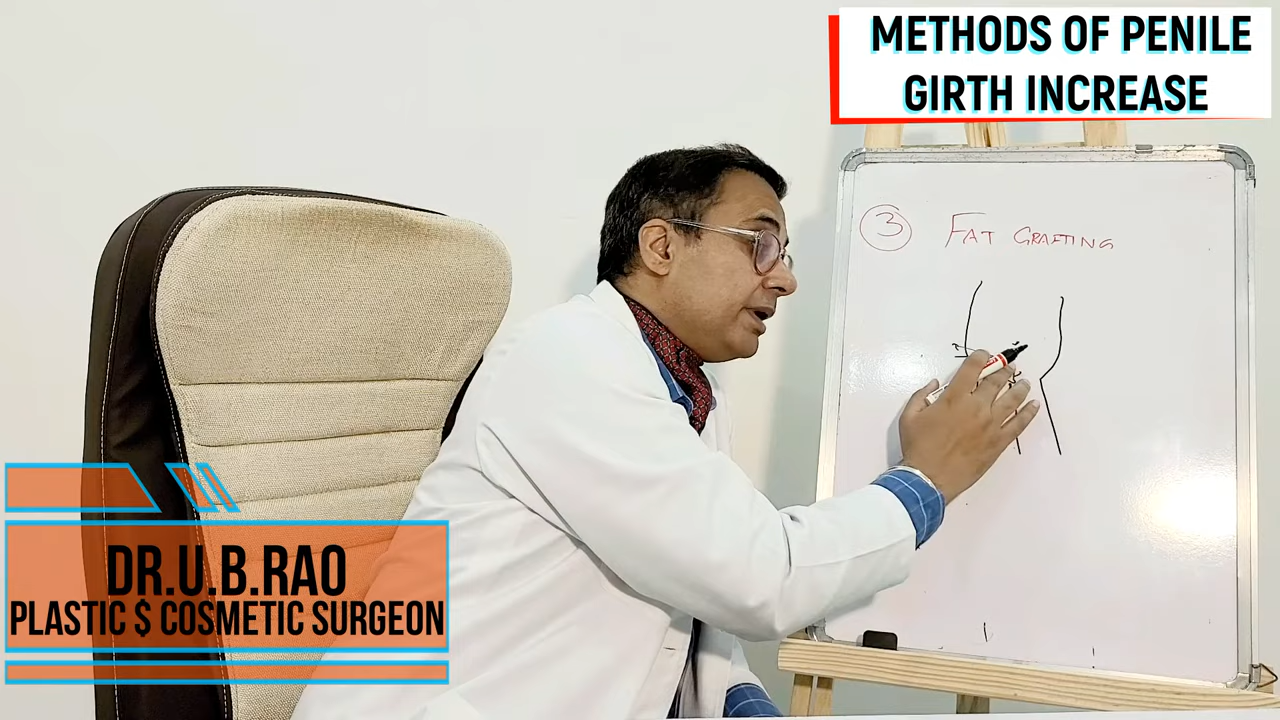 METHODS OF PENILE
GIRTH INCREASE
3 FAT GRAFTING
DR.U.B.RAO
PLASTIC $ COSMETIC SURGEON